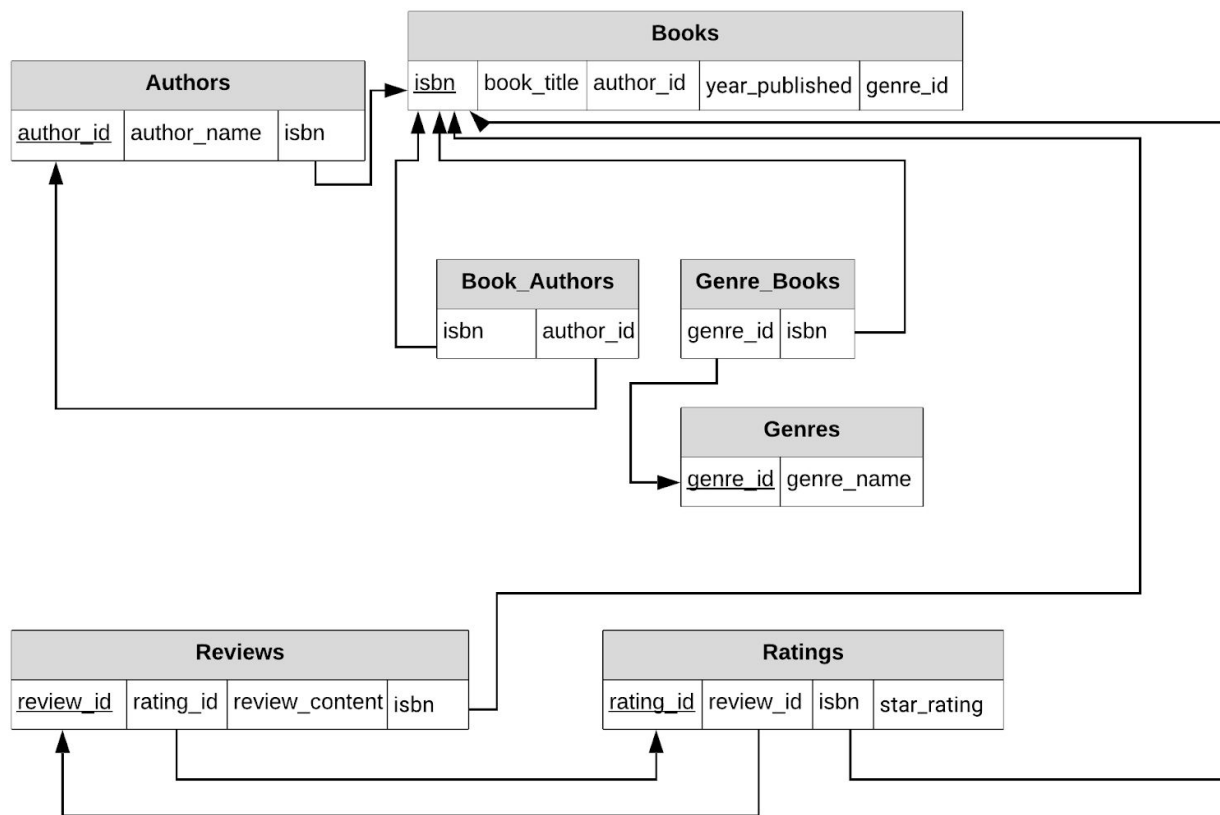 Books
isbn book_title author_id year_published genre_id
Authors
author_id author_name isbn
Book_Authors
isbn author_id
Genre_Books
genre_id isbn
Genres
genre_id genre_name
Reviews
review_id rating_id review_content isbn
Ratings
rating_id review_id isbn star_rating